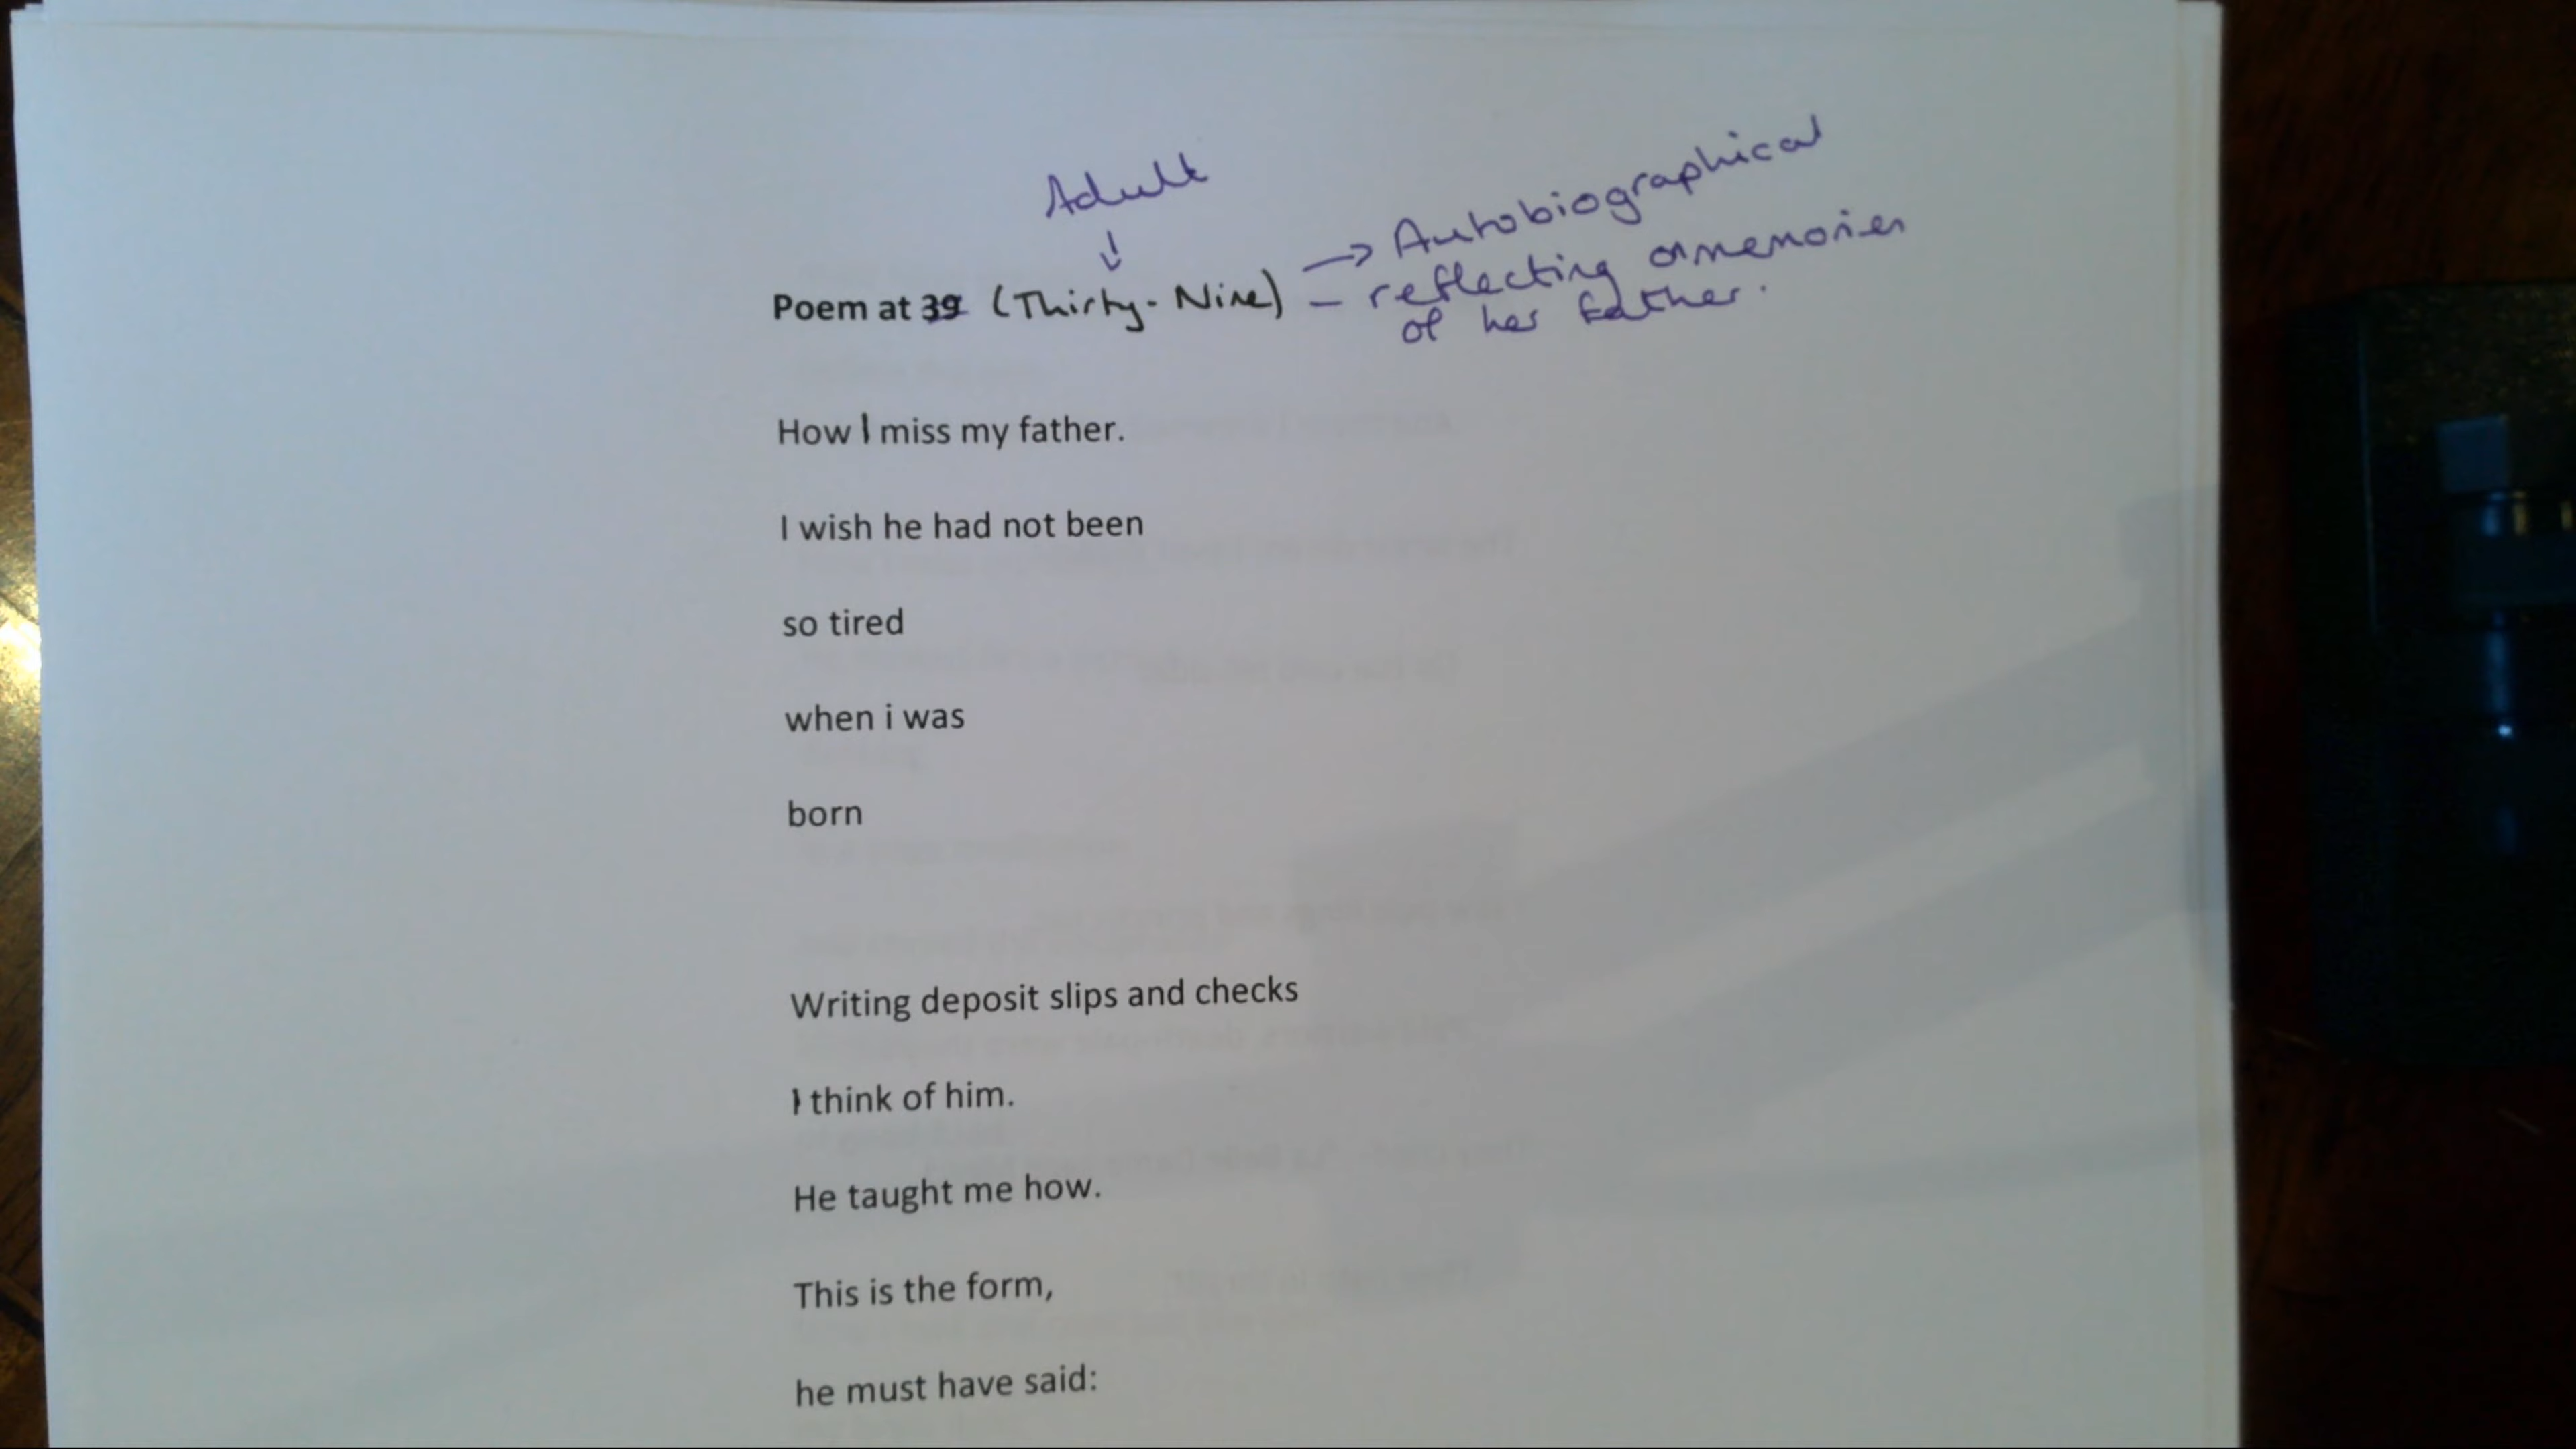 Adult
↓
Poem at 39 (Thirty-Nine) → Autobiographical
– reflecting on memories
of her father.
How I miss my father.
I wish he had not been
so tired
when i was
born
Writing deposit slips and checks
I think of him.
He taught me how.
This is the form,
he must have said: